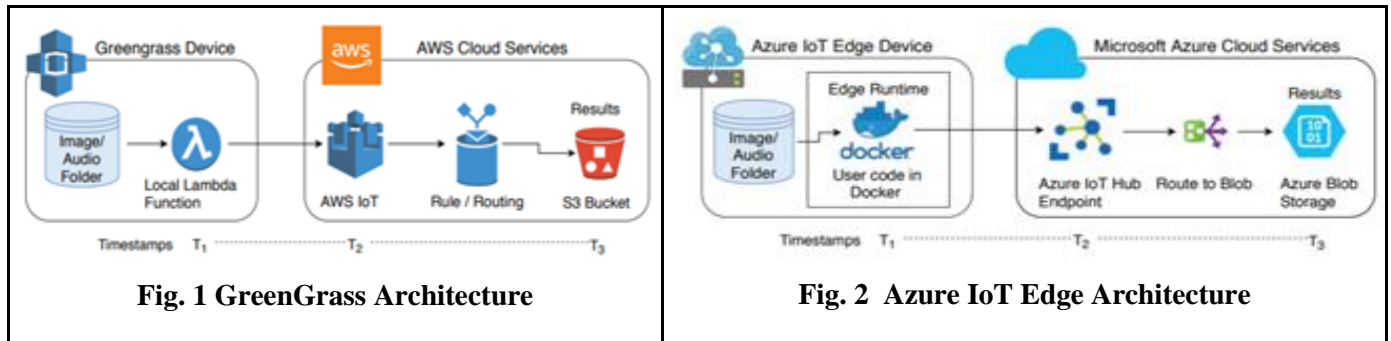 Greengrass Device
AWS Cloud Services
aws
Image/
Audio
Folder
Local Lambda
Function
AWS IoT
Rule / Routing
Results
S3 Bucket
Timestamps T1 T2 T3
Fig. 1 GreenGrass Architecture
Azure IoT Edge Device
Microsoft Azure Cloud Services
Image/
Audio
Folder
Edge Runtime
docker
User code in
Docker
Azure IoT Hub
Endpoint
Route to Blob
Results
10
01
Azure Blob
Storage
Timestamps T1 T2 T3
Fig. 2 Azure IoT Edge Architecture